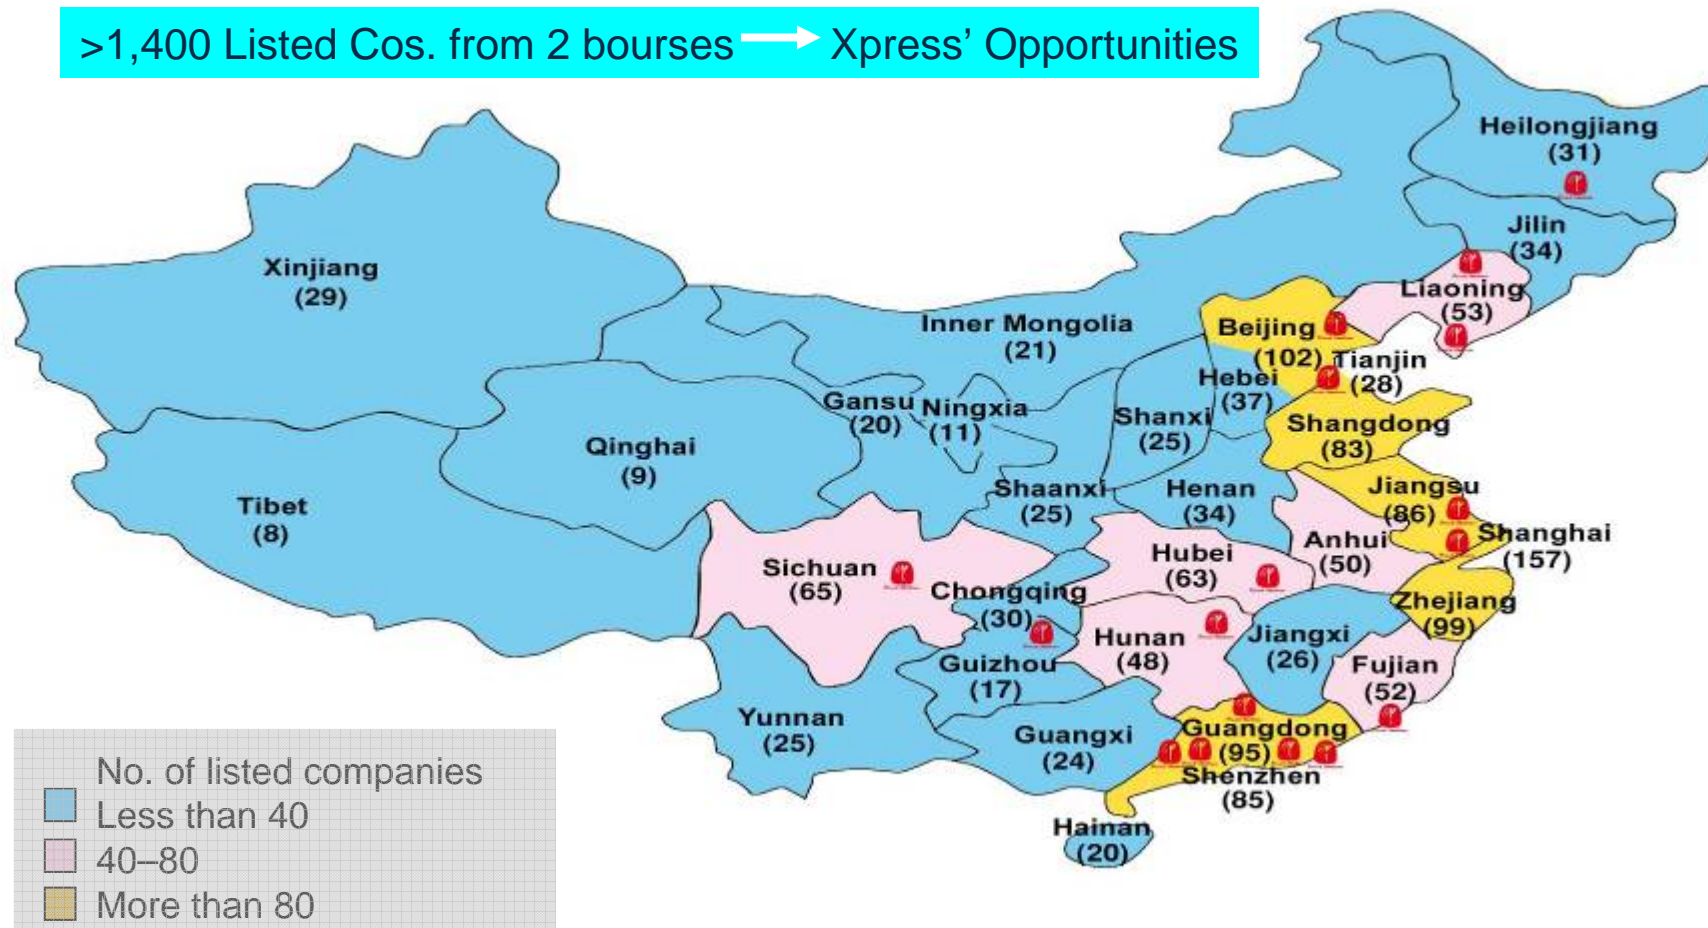 >1,400 Listed Cos. from 2 bourses Xpress' Opportunities
Heilongjiang
(31)
Jilin
(34)
Xinjiang
(29)
Liaoning
(53)
Inner Mongolia
(21)
Beijing
(102)
Tianjin
(28)
Hebei
(37)
Gansu
(20)
Ningxia
(11)
Shanxi
(25)
Shangdong
(83)
Qinghai
(9)
Tibet
(8)
Shaanxi
(25)
Henan
(34)
Jiangsu
(86)
Shanghai
(157)
Anhui
(50)
Hubei
(63)
Sichuan
(65)
Chongqing
(30)
Zhejiang
(99)
Hunan
(48)
Jiangxi
(26)
Fujian
(52)
Guizhou
(17)
Yunnan
(25)
Guangxi
(24)
Guangdong
(95)
Shenzhen
(85)
Hainan
(20)
No. of listed companies
Less than 40
40–80
More than 80